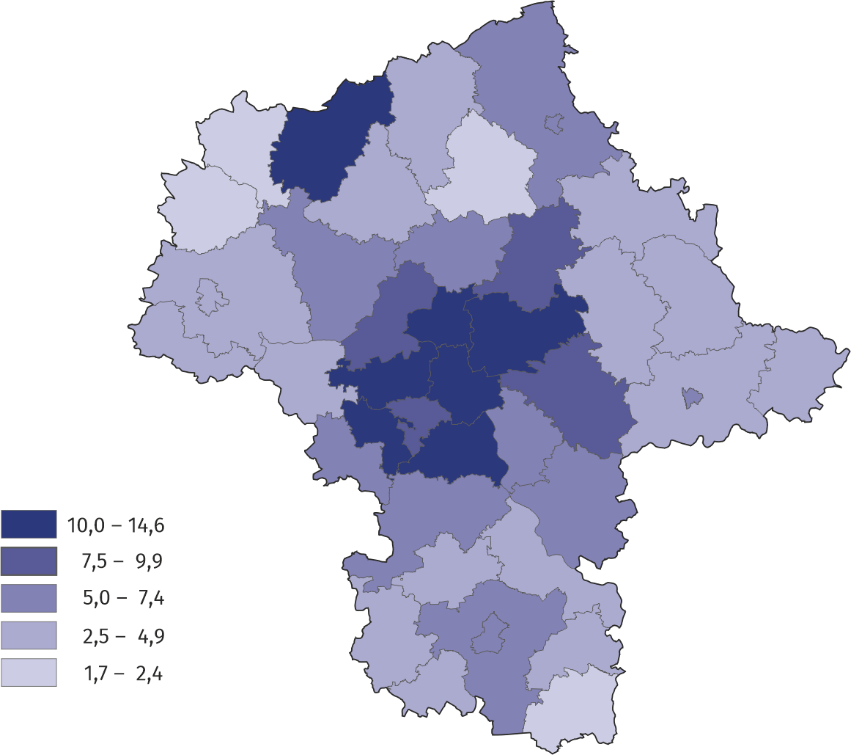 10,0 – 14,6
7,5 – 9,9
5,0 – 7,4
2,5 – 4,9
1,7 – 2,4